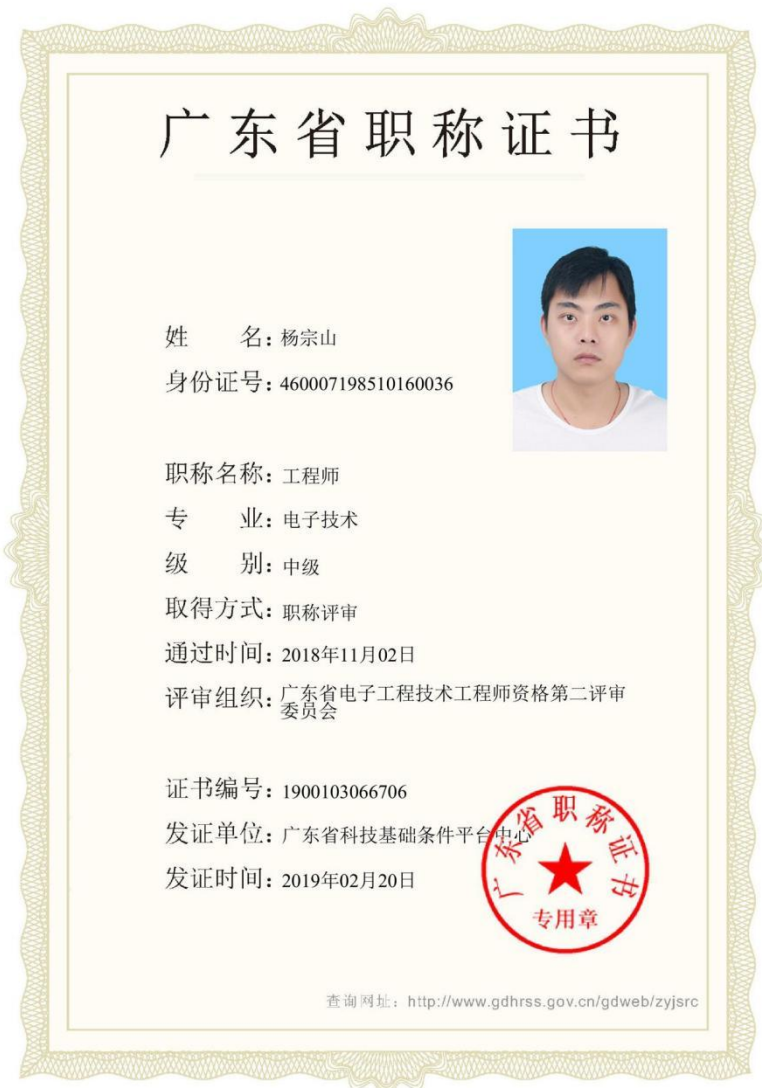 广东省职称证书
姓 名：杨宗山
身份证号：460007198510160036
职称名称：工程师
专 业：电子技术
级 别：中级
取得方式：职称评审
通过时间：2018年11月02日
评审组织：广东省电子工程技术工程师资格第二评审
委员会
证书编号：1900103066706
发证单位：广东省科技基础条件平台中心
发证时间：2019年02月20日
广东省职称证书
专用章
查询网址：http://www.gdhrss.gov.cn/gdweb/zyjsrc